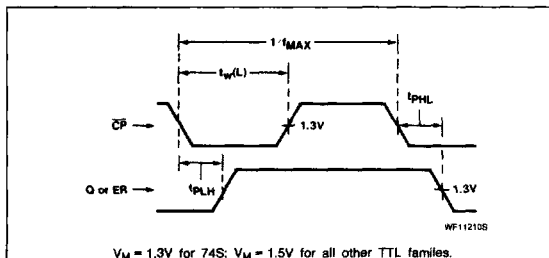 1/fMAX
tw(L)
tPHL
CP
1.3V
tPLH
1.3V
Q or ER
WF11210S
VM = 1.3V for 74S; VM = 1.5V for all other TTL familes.